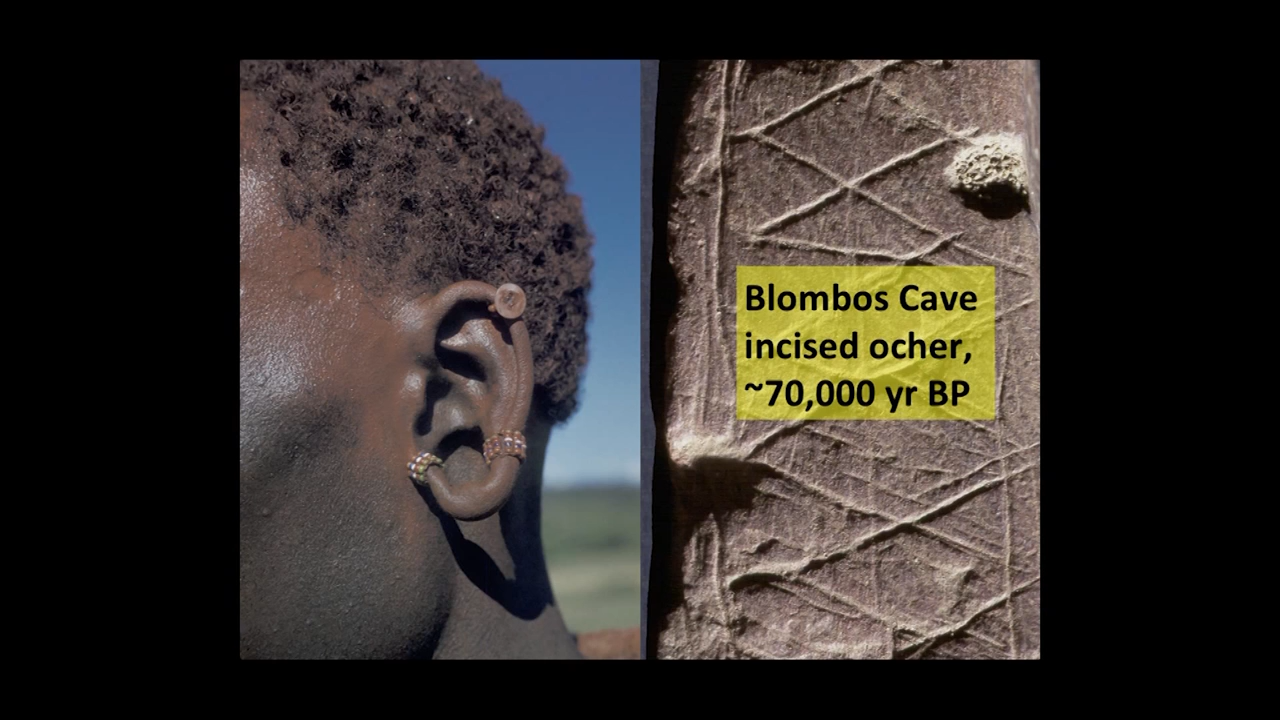 Blombos Cave
incised ocher,
~70,000 yr BP